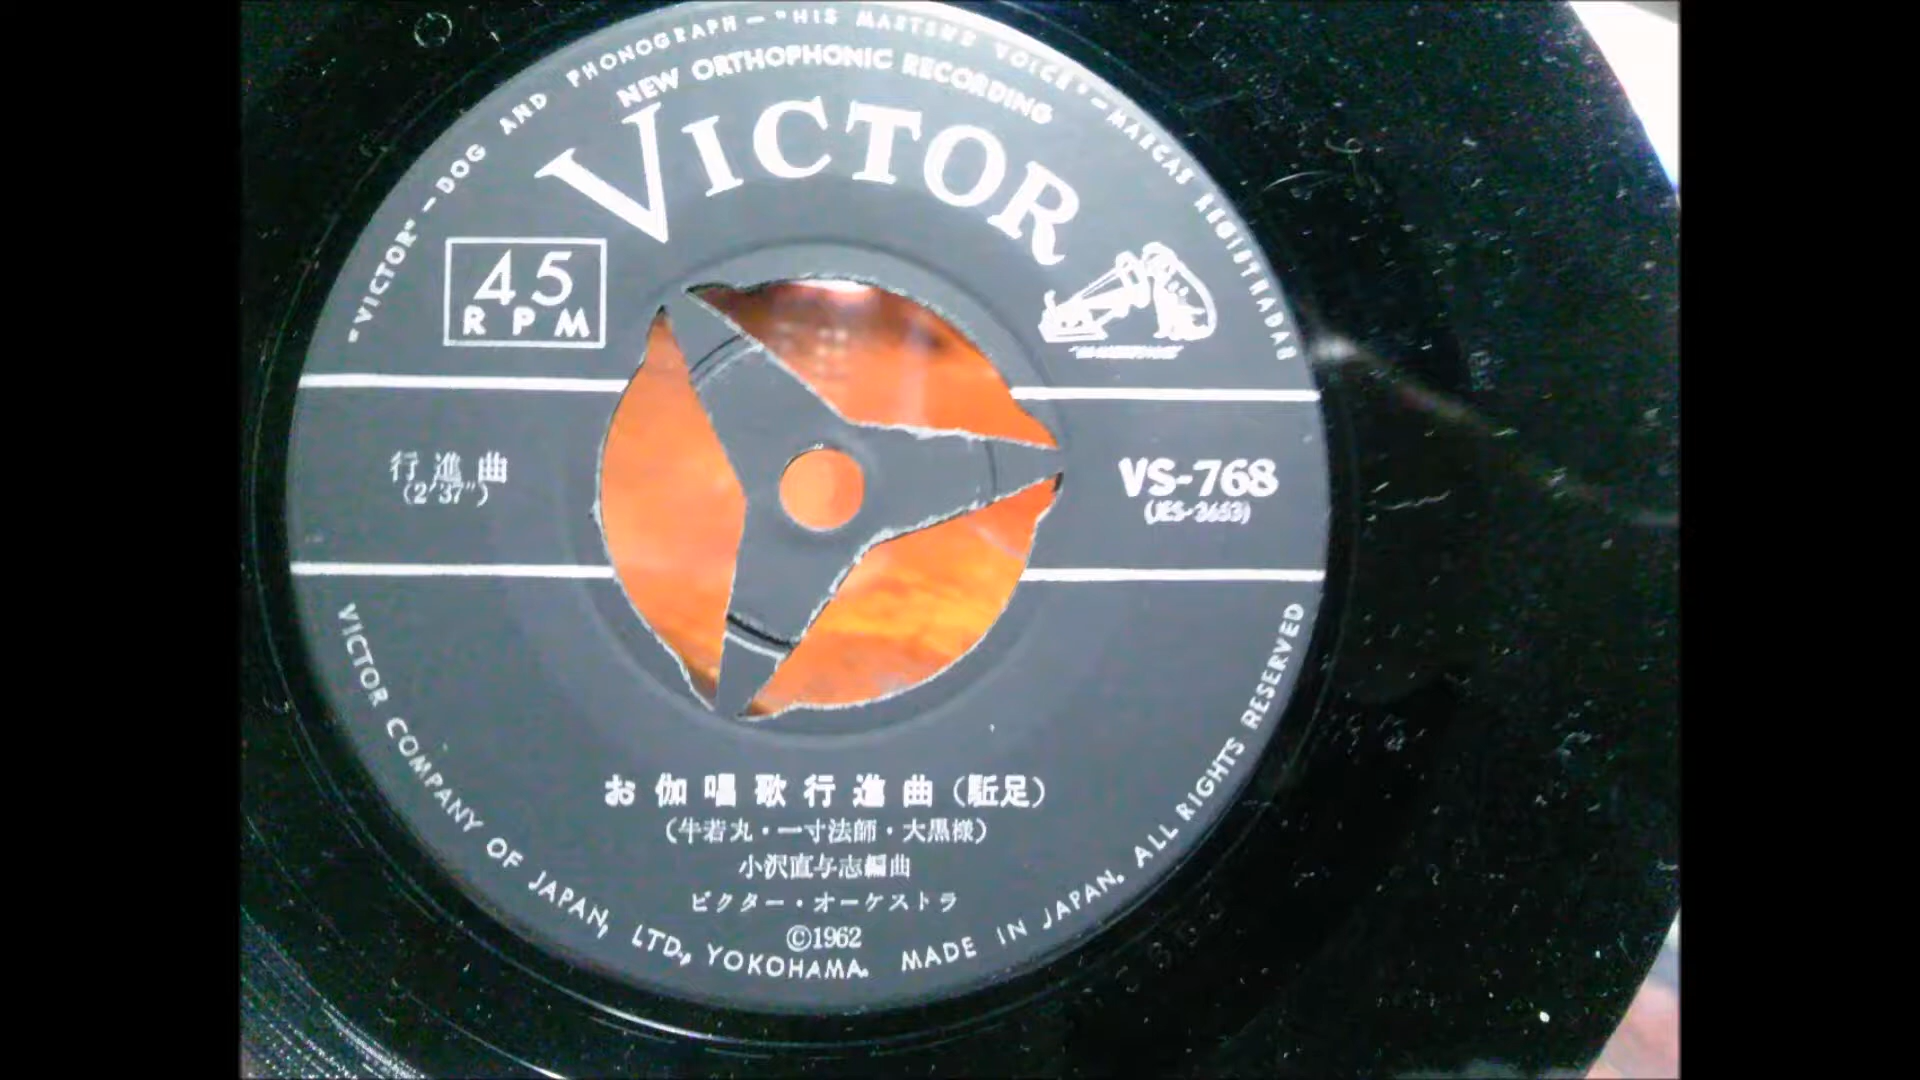 "VICTOR" – DOG AND PHONOGRAPH – "HIS MASTER'S VOICE" – MARCAS REGISTRADAS
NEW ORTHOPHONIC RECORDING
VICTOR
45
RPM
行進曲
(2'37")
VS-768
(JES-3653)
お伽唱歌行進曲(駈足)
(牛若丸・一寸法師・大黒様)
小沢直与志編曲
ビクター・オーケストラ
©1962
VICTOR COMPANY OF JAPAN, LTD., YOKOHAMA. MADE IN JAPAN. ALL RIGHTS RESERVED